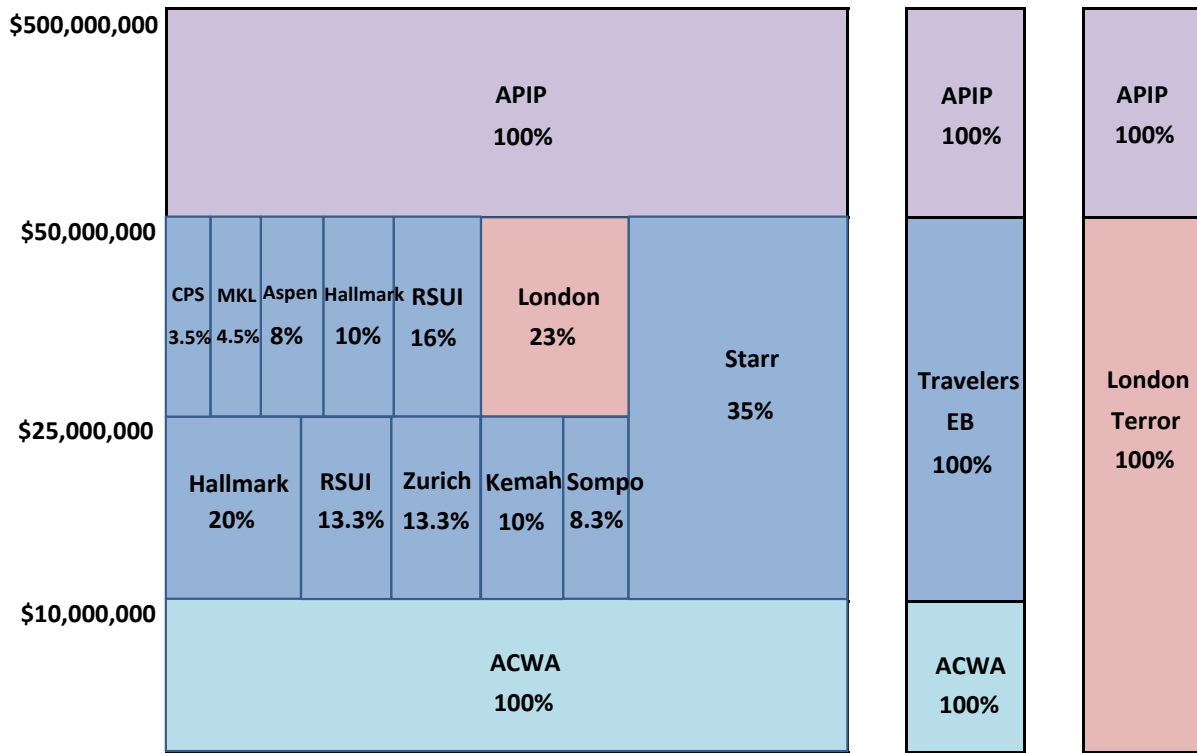 $500,000,000
APIP
100%
APIP
100%
APIP
100%
$50,000,000
CPS
3.5%
MKL
4.5%
Aspen
8%
Hallmark
10%
RSUI
16%
London
23%
Starr
35%
Travelers
EB
100%
London
Terror
100%
$25,000,000
Hallmark
20%
RSUI
13.3%
Zurich
13.3%
Kemah
10%
Sompo
8.3%
$10,000,000
ACWA
100%
ACWA
100%